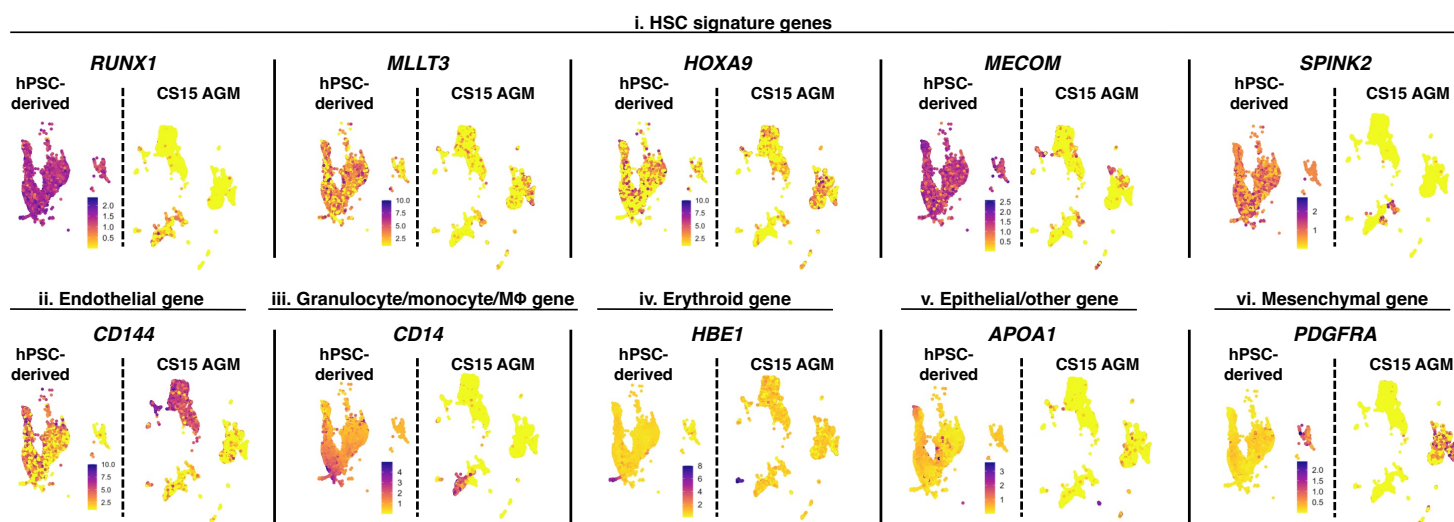 i. HSC signature genes
RUNX1
MLLT3
HOXA9
MECOM
SPINK2
hPSC-
derived
CS15 AGM
hPSC-
derived
CS15 AGM
hPSC-
derived
CS15 AGM
hPSC-
derived
CS15 AGM
hPSC-
derived
CS15 AGM
2.0
1.5
1.0
0.5
10.0
7.5
5.0
2.5
10.0
7.5
5.0
2.5
2.5
2.0
1.5
1.0
0.5
2
1
ii. Endothelial gene
iii. Granulocyte/monocyte/MΦ gene
iv. Erythroid gene
v. Epithelial/other gene
vi. Mesenchymal gene
CD144
CD14
HBE1
APOA1
PDGFRA
hPSC-
derived
CS15 AGM
hPSC-
derived
CS15 AGM
hPSC-
derived
CS15 AGM
hPSC-
derived
CS15 AGM
hPSC-
derived
CS15 AGM
10.0
7.5
5.0
2.5
4
3
2
1
8
6
4
2
3
2
1
2.0
1.5
1.0
0.5